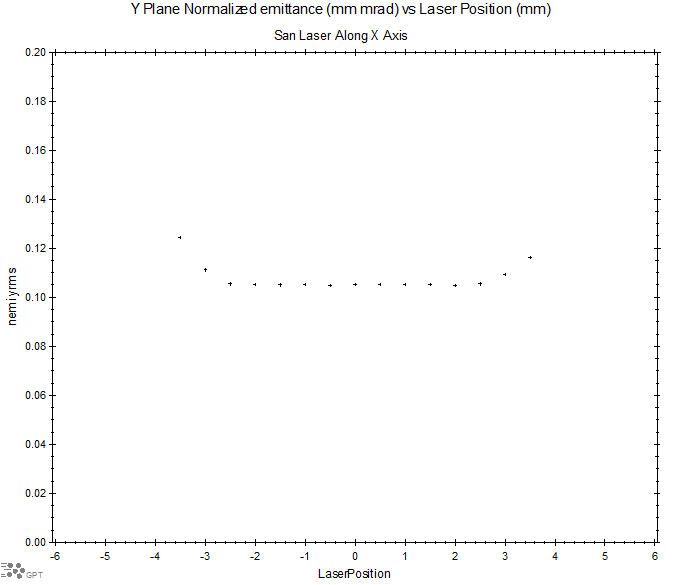 Y Plane Normalized emittance (mm mrad) vs Laser Position (mm)
San Laser Along X Axis
0.20
0.18
0.16
0.14
0.12
0.10
0.08
0.06
0.04
0.02
0.00
nemiyrms
-6 -5 -4 -3 -2 -1 0 1 2 3 4 5 6
LaserPosition
GPT